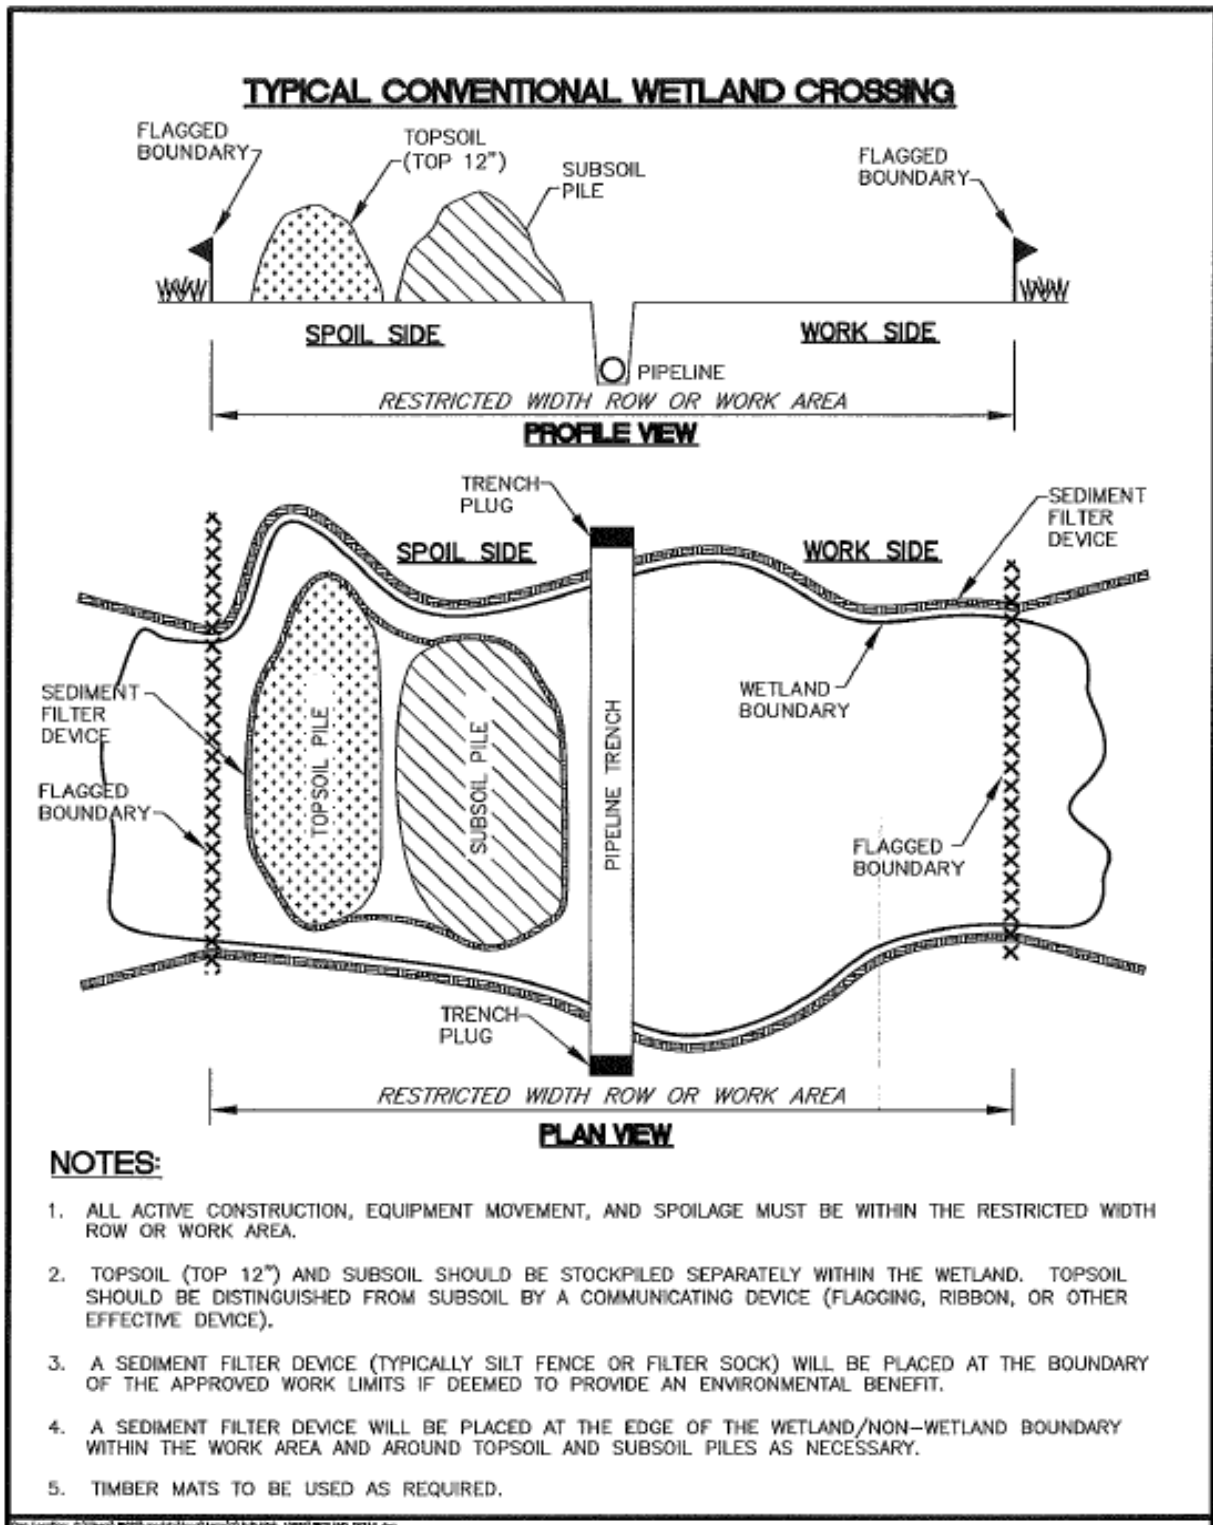 TYPICAL CONVENTIONAL WETLAND CROSSING
FLAGGED
BOUNDARY
TOPSOIL
(TOP 12")
SUBSOIL
PILE
FLAGGED
BOUNDARY
SPOIL SIDE
WORK SIDE
PIPELINE
RESTRICTED WIDTH ROW OR WORK AREA
PROFILE VIEW
TRENCH
PLUG
SEDIMENT
FILTER
DEVICE
SPOIL SIDE
WORK SIDE
SEDIMENT
FILTER
DEVICE
TOPSOIL PILE
SUBSOIL PILE
PIPELINE TRENCH
WETLAND
BOUNDARY
FLAGGED
BOUNDARY
FLAGGED
BOUNDARY
TRENCH
PLUG
RESTRICTED WIDTH ROW OR WORK AREA
PLAN VIEW
NOTES:
1. ALL ACTIVE CONSTRUCTION, EQUIPMENT MOVEMENT, AND SPOILAGE MUST BE WITHIN THE RESTRICTED WIDTH
ROW OR WORK AREA.
2. TOPSOIL (TOP 12") AND SUBSOIL SHOULD BE STOCKPILED SEPARATELY WITHIN THE WETLAND. TOPSOIL
SHOULD BE DISTINGUISHED FROM SUBSOIL BY A COMMUNICATING DEVICE (FLAGGING, RIBBON, OR OTHER
EFFECTIVE DEVICE).
3. A SEDIMENT FILTER DEVICE (TYPICALLY SILT FENCE OR FILTER SOCK) WILL BE PLACED AT THE BOUNDARY
OF THE APPROVED WORK LIMITS IF DEEMED TO PROVIDE AN ENVIRONMENTAL BENEFIT.
4. A SEDIMENT FILTER DEVICE WILL BE PLACED AT THE EDGE OF THE WETLAND/NON-WETLAND BOUNDARY
WITHIN THE WORK AREA AND AROUND TOPSOIL AND SUBSOIL PILES AS NECESSARY.
5. TIMBER MATS TO BE USED AS REQUIRED.